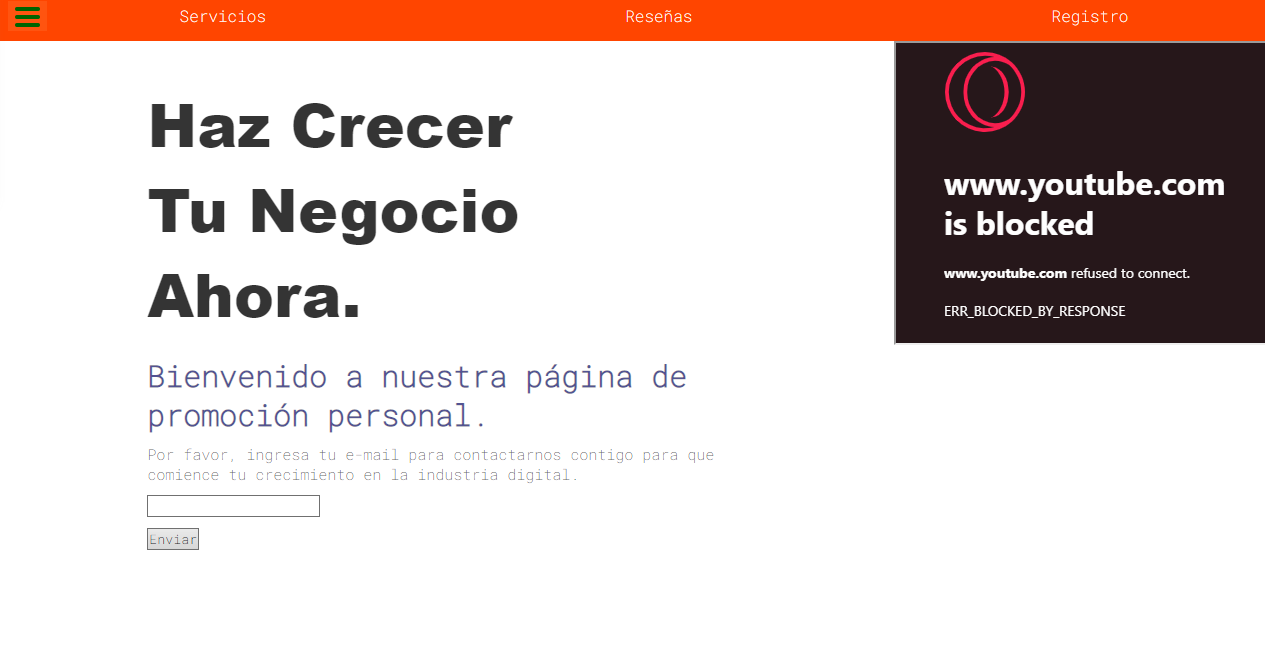 Servicios Reseñas Registro
Haz Crecer
Tu Negocio
Ahora.
Bienvenido a nuestra página de
promoción personal.
Por favor, ingresa tu e-mail para contactarnos contigo para que
comience tu crecimiento en la industria digital.
Enviar
www.youtube.com
is blocked
www.youtube.com refused to connect.
ERR_BLOCKED_BY_RESPONSE